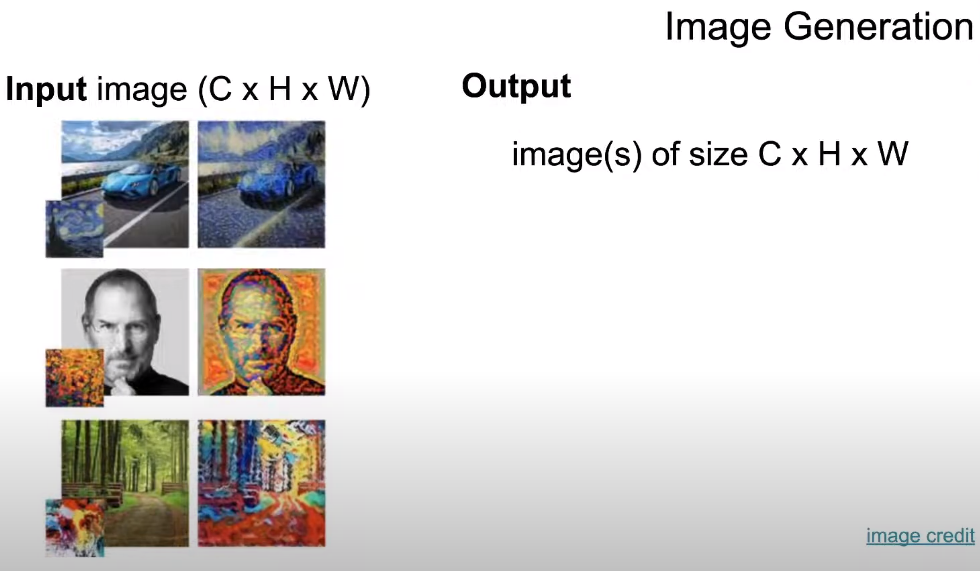 Image Generation
Input image (C x H x W)
Output
image(s) of size C x H x W
image credit